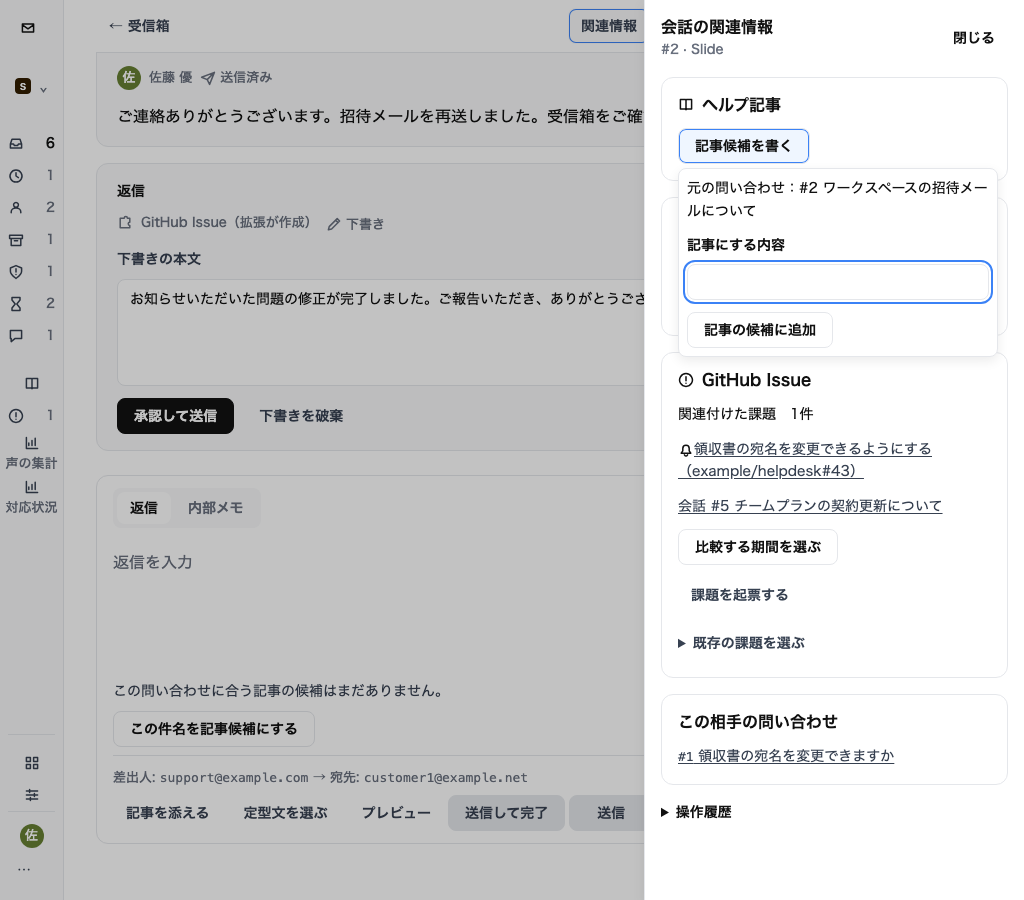 ← 受信箱
関連情報
佐 佐藤 優 送信済み
ご連絡ありがとうございます。招待メールを再送しました。受信箱をご確
S
6
1
2
1
1
2
1
1
声の集計
対応状況
佐
…
返信
GitHub Issue（拡張が作成） 下書き
下書きの本文
お知らせいただいた問題の修正が完了しました。ご報告いただき、ありがとうござ
承認して送信 下書きを破棄
返信 内部メモ
返信を入力
この問い合わせに合う記事の候補はまだありません。
この件名を記事候補にする
差出人: support@example.com → 宛先: customer1@example.net
記事を添える 定型文を選ぶ プレビュー 送信して完了 送信
会話の関連情報
#2 · Slide
閉じる
ヘルプ記事
記事候補を書く
元の問い合わせ：#2 ワークスペースの招待メー
ルについて
記事にする内容
記事の候補に追加
GitHub Issue
関連付けた課題 1件
領収書の宛名を変更できるようにする
（example/helpdesk#43）
会話 #5 チームプランの契約更新について
比較する期間を選ぶ
課題を起票する
▶ 既存の課題を選ぶ
この相手の問い合わせ
#1 領収書の宛名を変更できますか
▶ 操作履歴